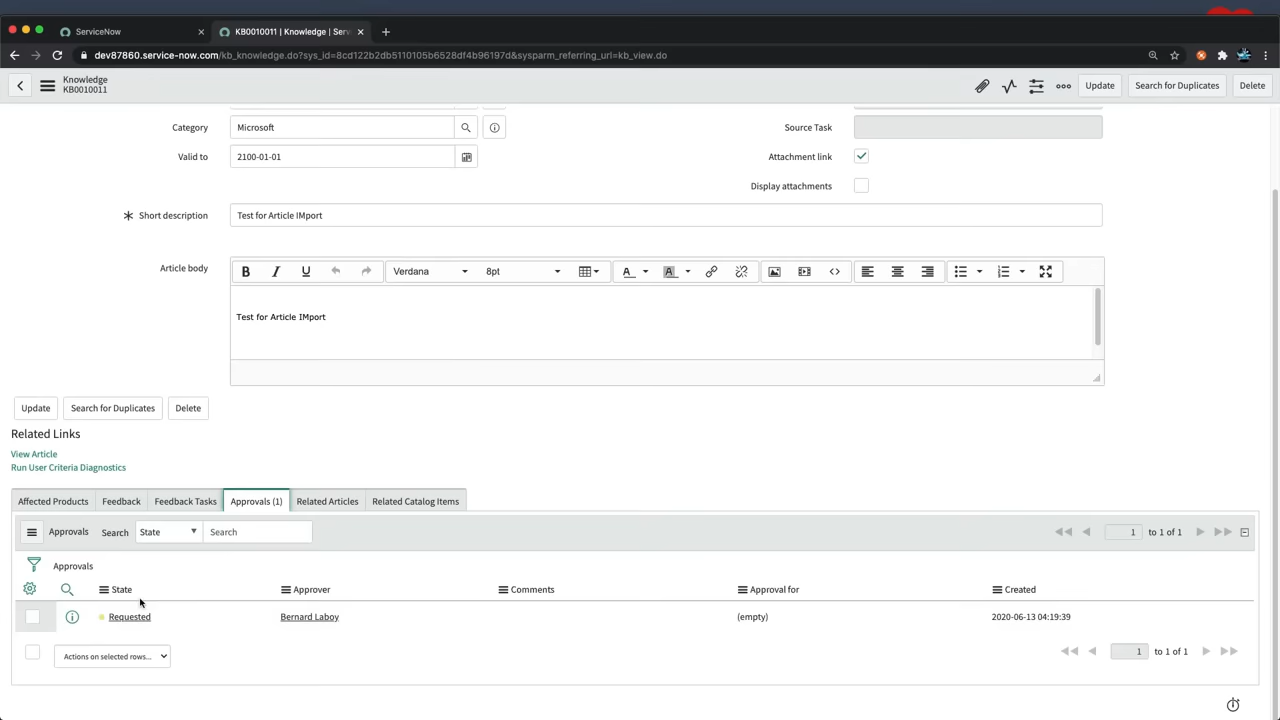 ServiceNow
KB0010011 | Knowledge | Serv
dev87860.service-now.com/kb_knowledge.do?sys_id=8cd122b2db5110105b6528df4b96197d&sysparm_referring_url=kb_view.do
Knowledge
KB0010011
Update
Search for Duplicates
Delete
Category
Microsoft
Source Task
Valid to
2100-01-01
Attachment link
Display attachments
Short description
Test for Article IMport
Article body
B I U
Verdana
8pt
A
A
Test for Article IMport
Update
Search for Duplicates
Delete
Related Links
View Article
Run User Criteria Diagnostics
Affected Products
Feedback
Feedback Tasks
Approvals (1)
Related Articles
Related Catalog Items
Approvals
Search
State
Search
1 to 1 of 1
Approvals
State
Approver
Comments
Approval for
Created
Requested
Bernard Laboy
(empty)
2020-06-13 04:19:39
Actions on selected rows...
1 to 1 of 1